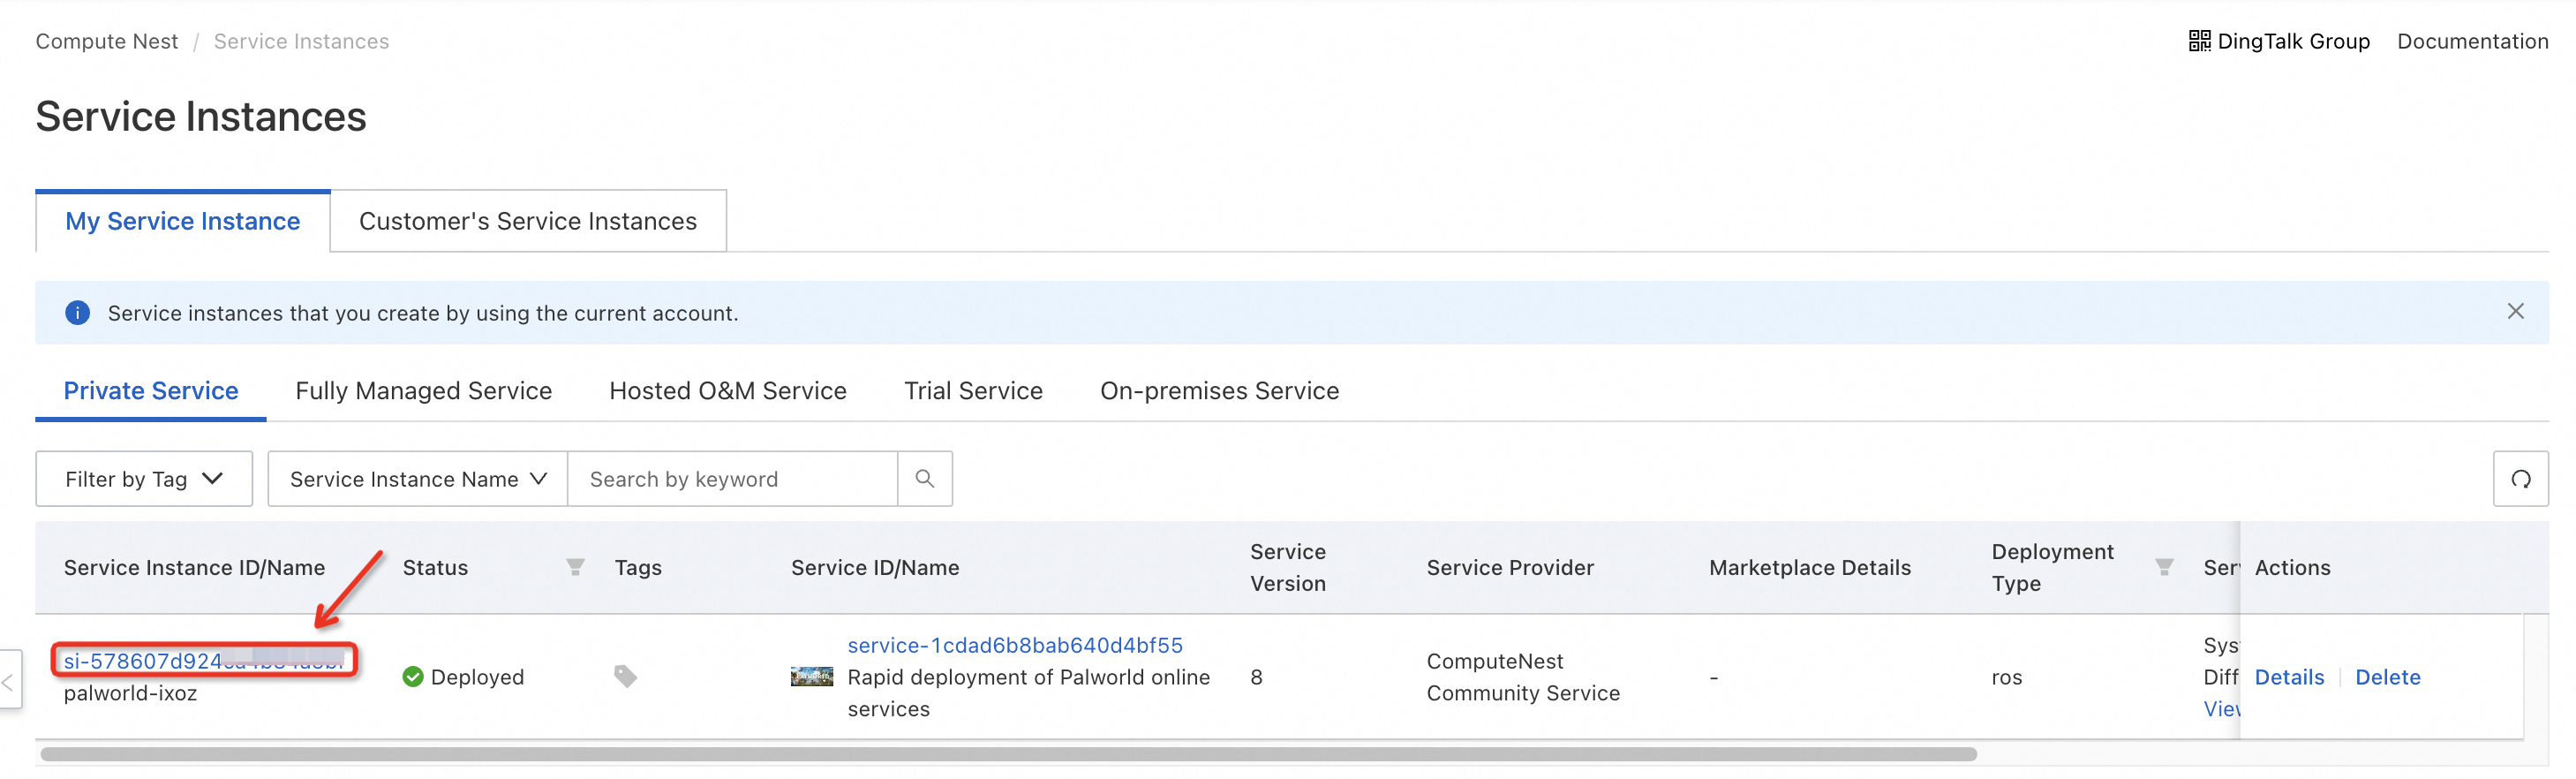 Compute Nest / Service Instances
DingTalk Group
Documentation
Service Instances
My Service Instance
Customer's Service Instances
Service instances that you create by using the current account.
Private Service
Fully Managed Service
Hosted O&M Service
Trial Service
On-premises Service
Filter by Tag
Service Instance Name
Search by keyword
Service Instance ID/Name
Status
Tags
Service ID/Name
Service
Version
Service Provider
Marketplace Details
Deployment
Type
Ser
Actions
palworld-ixoz
Deployed
service-1cdad6b8bab640d4bf55
Rapid deployment of Palworld online
services
8
ComputeNest
Community Service
-
ros
Sys
Diff
View
Details
Delete